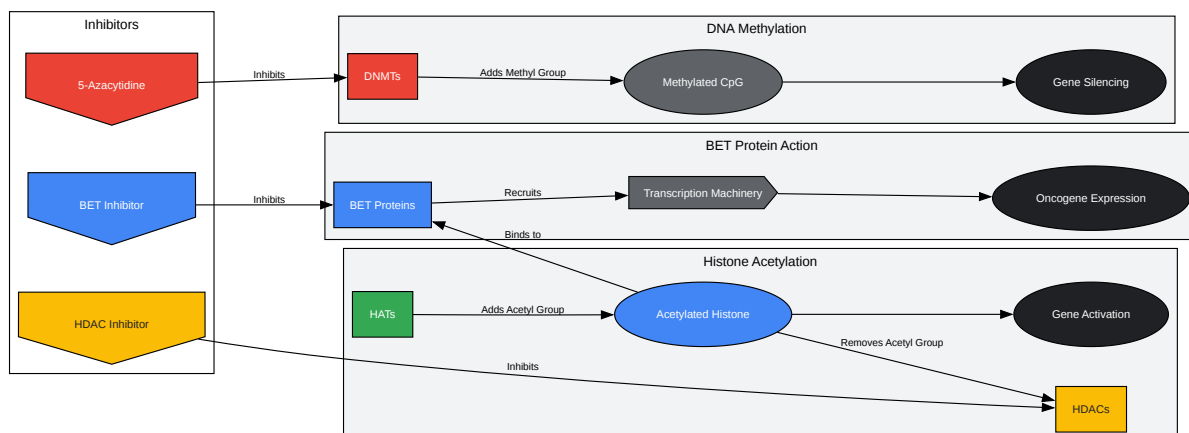 Inhibitors
5-Azacytidine
BET Inhibitor
HDAC Inhibitor
DNA Methylation
Inhibits
DNMTs
Adds Methyl Group
Methylated CpG
Gene Silencing
BET Protein Action
Inhibits
BET Proteins
Recruits
Transcription Machinery
Oncogene Expression
Binds to
Histone Acetylation
HATs
Adds Acetyl Group
Acetylated Histone
Gene Activation
Removes Acetyl Group
Inhibits
HDACs